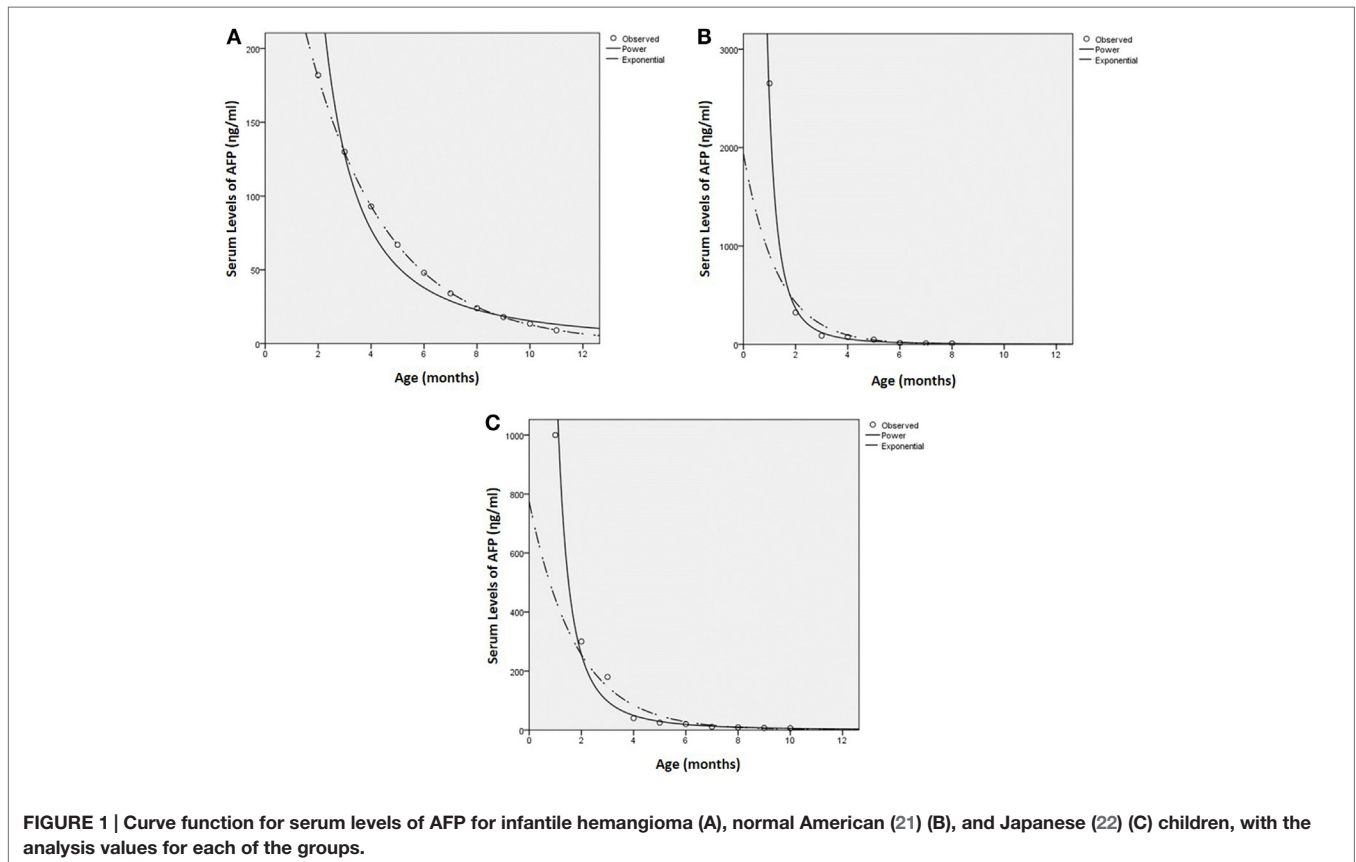 A
Observed
Power
Exponential
200
150
100
50
0
0 2 4 6 8 10 12
Serum Levels of AFP (ηg/ml)
Age (months)
B
Observed
Power
Exponential
3000
2000
1000
0
0 2 4 6 8 10 12
Serum Levels of AFP (ηg/ml)
Age (months)
C
Observed
Power
Exponential
1000
800
600
400
200
0
0 2 4 6 8 10 12
Serum Levels of AFP (ηg/ml)
Age (months)
FIGURE 1 | Curve function for serum levels of AFP for infantile hemangioma (A), normal American (21) (B), and Japanese (22) (C) children, with the
analysis values for each of the groups.